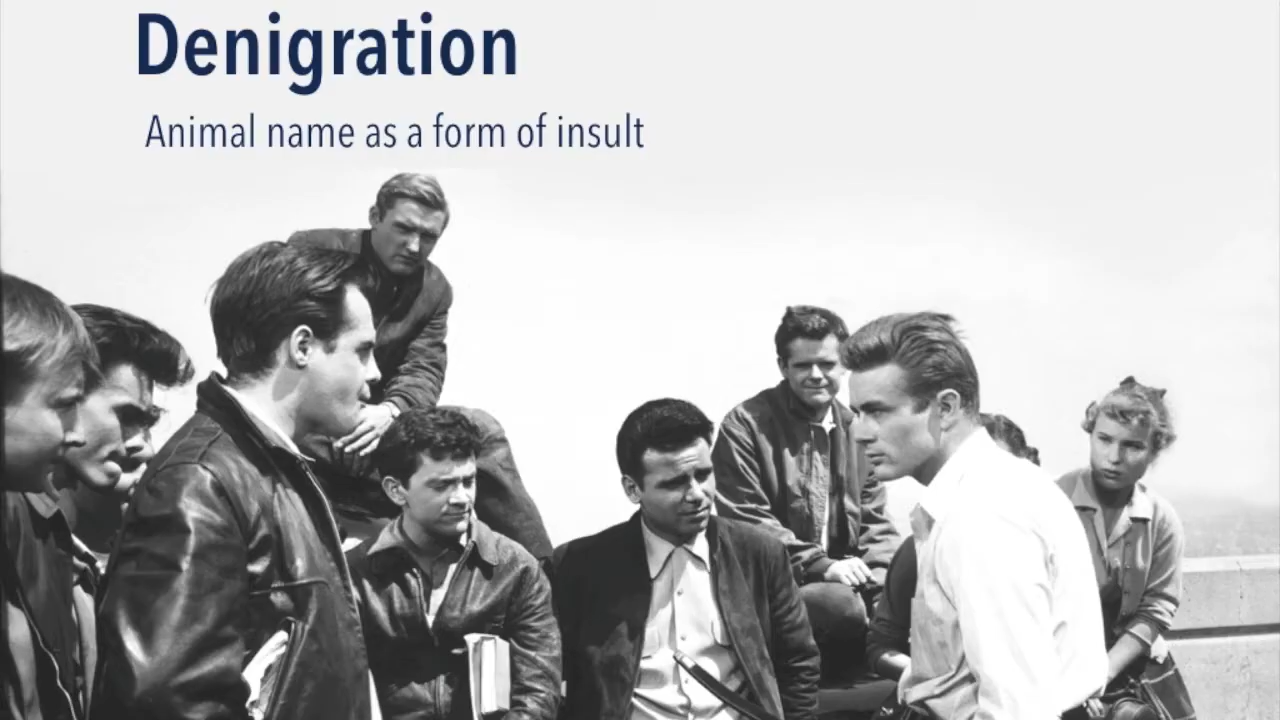 Denigration
Animal name as a form of insult